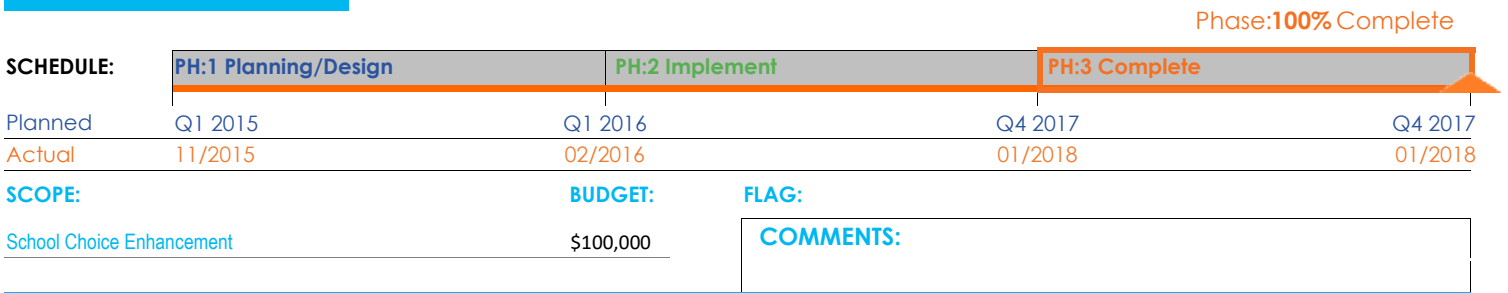 Phase:100% Complete
SCHEDULE: PH:1 Planning/Design PH:2 Implement PH:3 Complete
Planned Q1 2015 Q1 2016 Q4 2017 Q4 2017
Actual 11/2015 02/2016 01/2018 01/2018
SCOPE: BUDGET: FLAG:
School Choice Enhancement $100,000 COMMENTS: